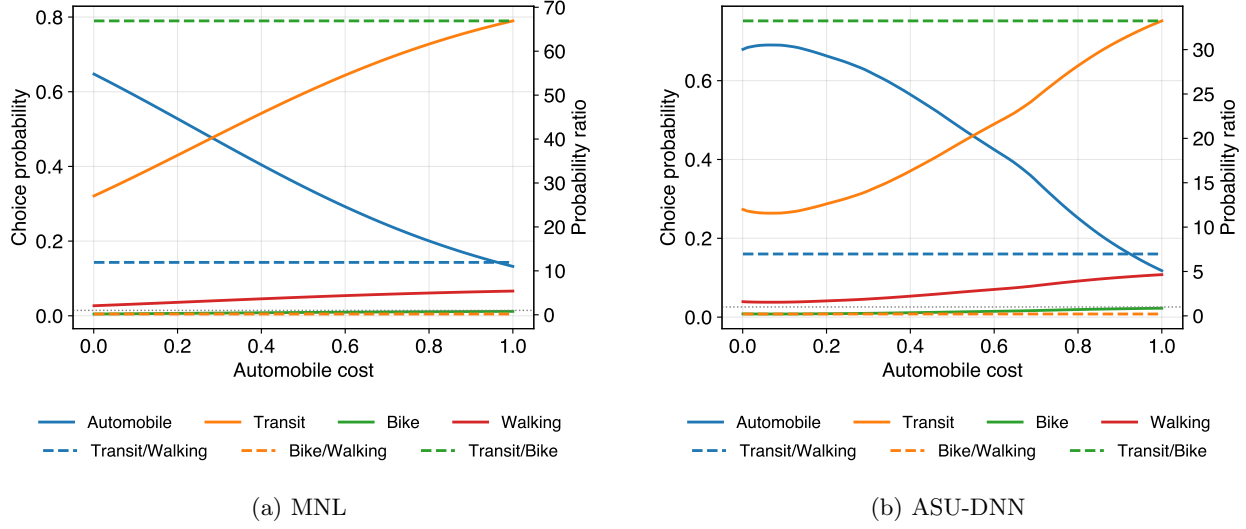 0.8
0.6
0.4
0.2
0.0
Choice probability
70
60
50
40
30
20
10
0
Probability ratio
0.0 0.2 0.4 0.6 0.8 1.0
Automobile cost
Automobile Transit Bike Walking
Transit/Walking Bike/Walking Transit/Bike
(a) MNL
0.6
0.4
0.2
0.0
Choice probability
30
25
20
15
10
5
0
Probability ratio
0.0 0.2 0.4 0.6 0.8 1.0
Automobile cost
Automobile Transit Bike Walking
Transit/Walking Bike/Walking Transit/Bike
(b) ASU-DNN